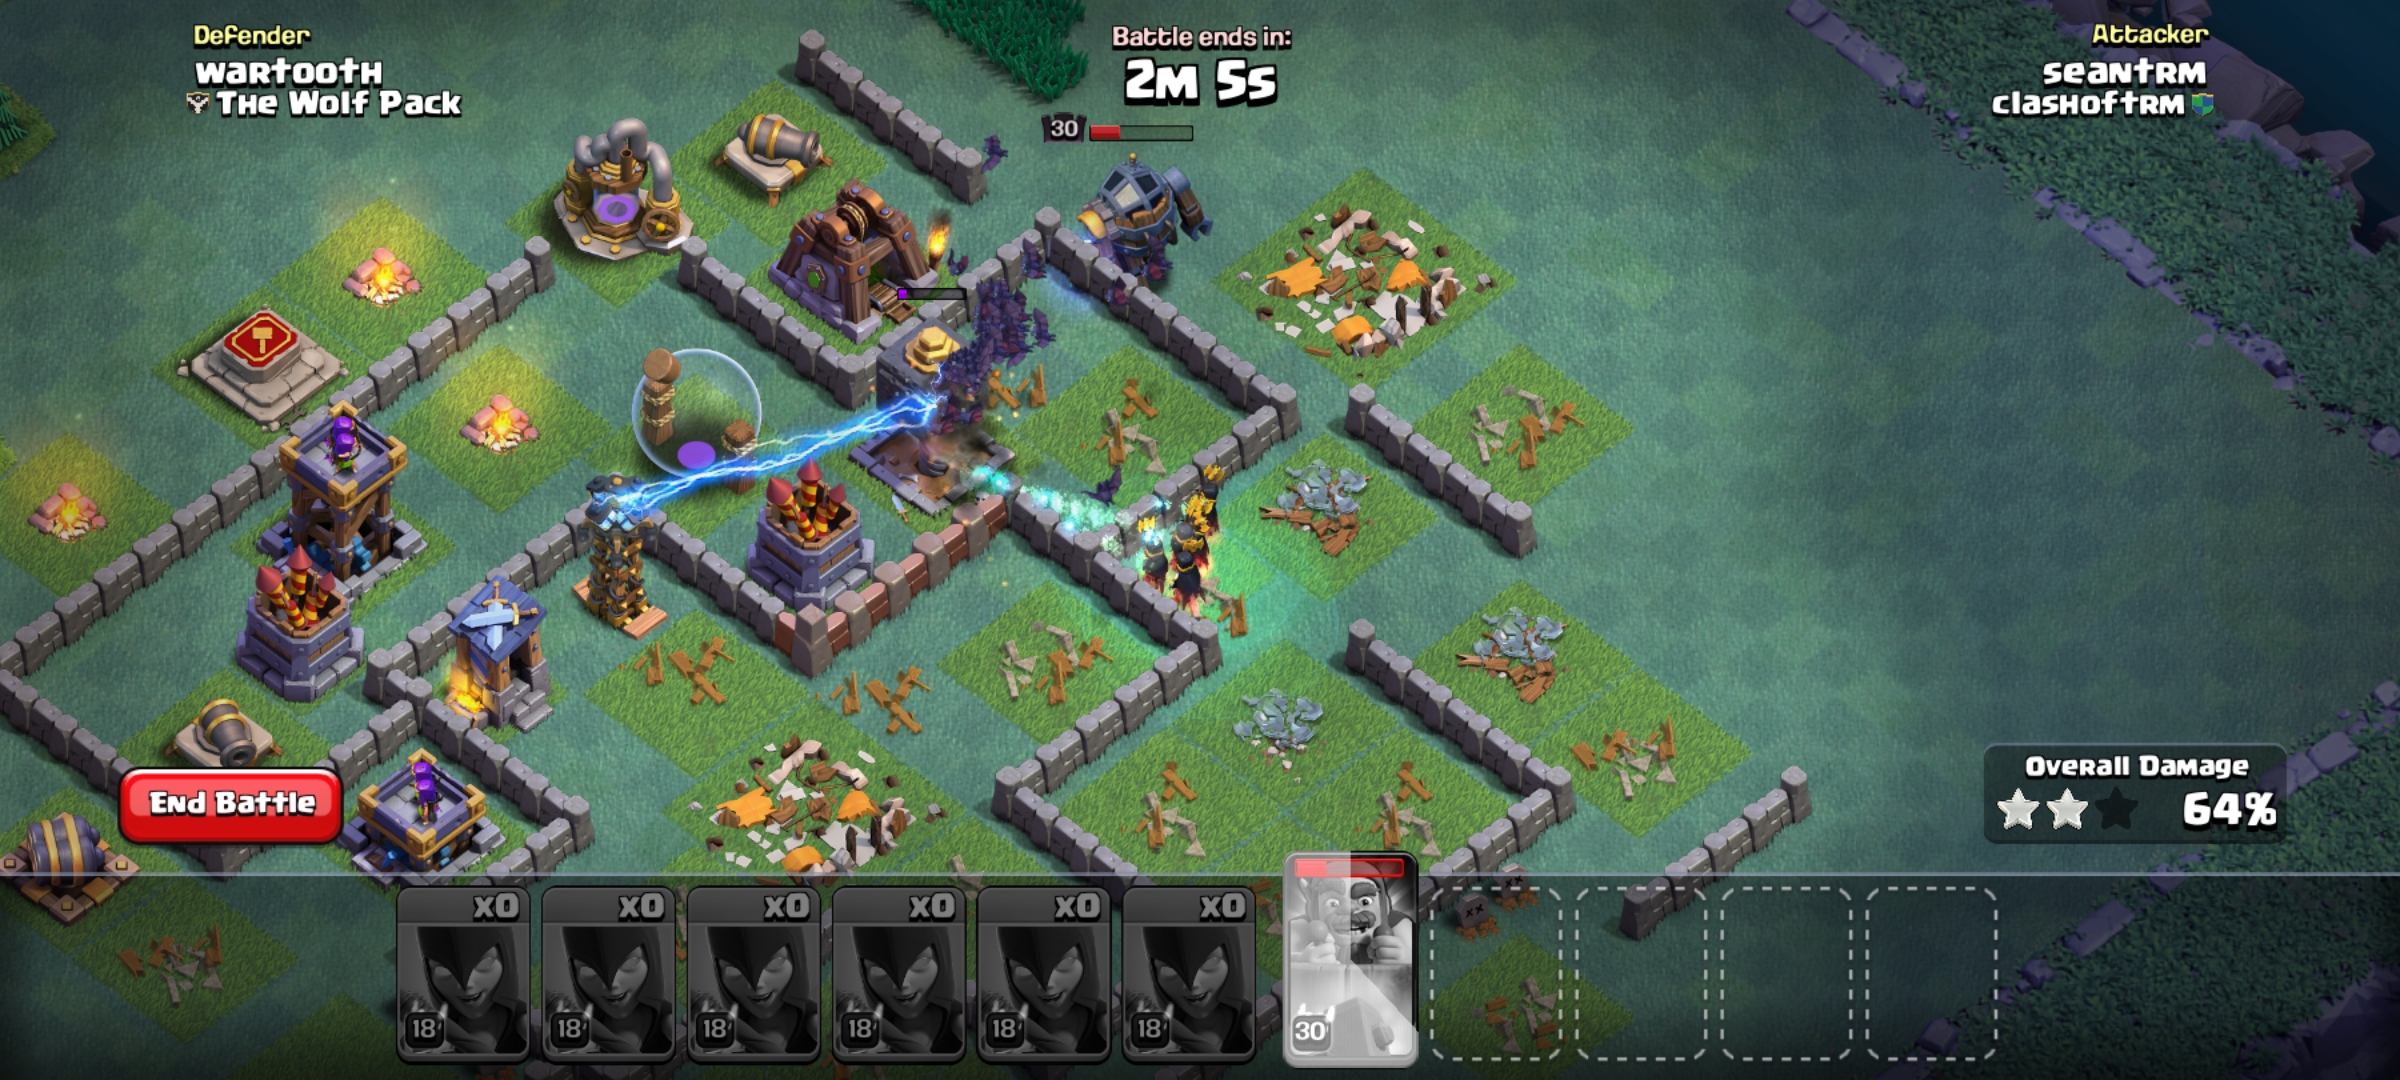 Defender
wartooth
The Wolf Pack
Battle ends in:
2M 5s
30
Attacker
seantrm
clashoftrm
End Battle
Overall Damage
64%
x0
x0
x0
x0
x0
x0
18
18
18
18
18
18
30